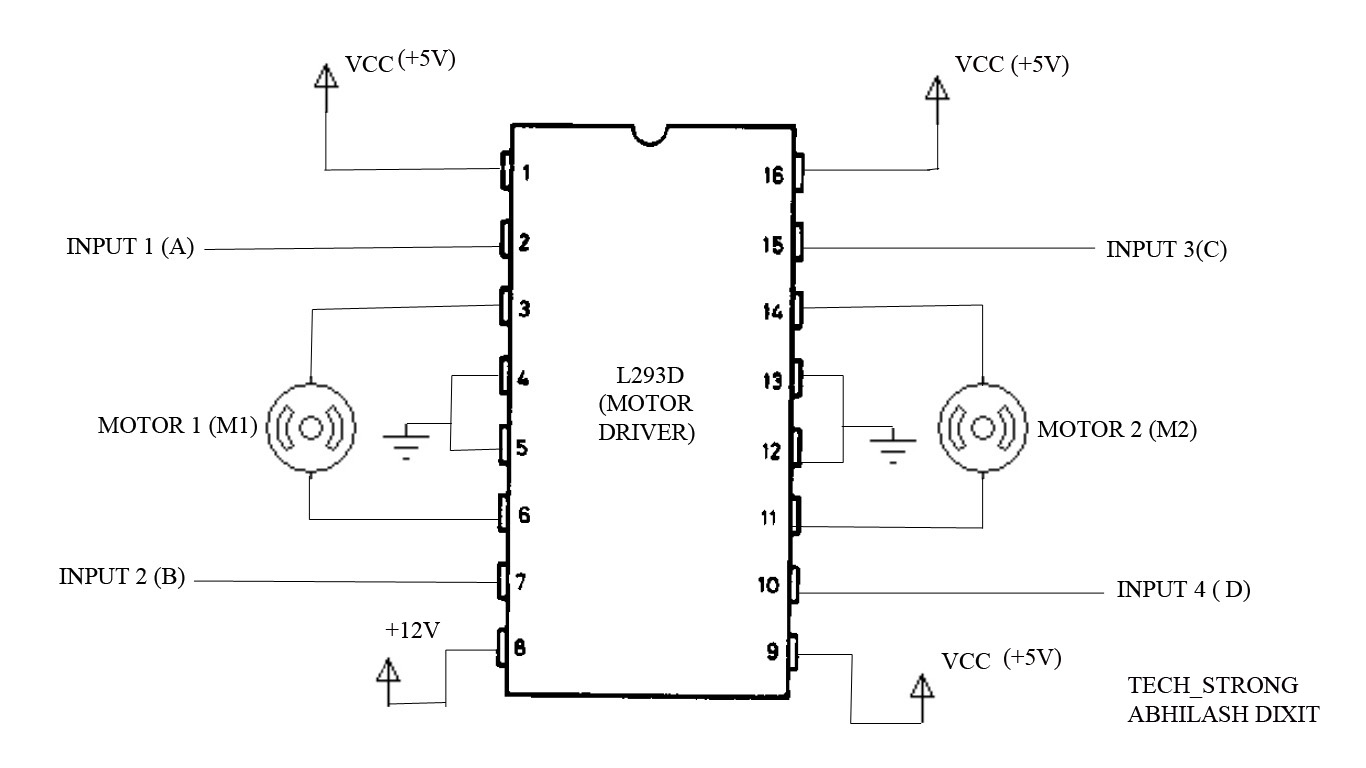 VCC (+5V)
VCC (+5V)
1
16
INPUT 1 (A)
2
15
INPUT 3(C)
3
14
4
13
L293D
(MOTOR
DRIVER)
MOTOR 1 (M1)
MOTOR 2 (M2)
5
12
6
11
INPUT 2 (B)
7
10
INPUT 4 ( D)
+12V
8
9
VCC (+5V)
TECH_STRONG
ABHILASH DIXIT